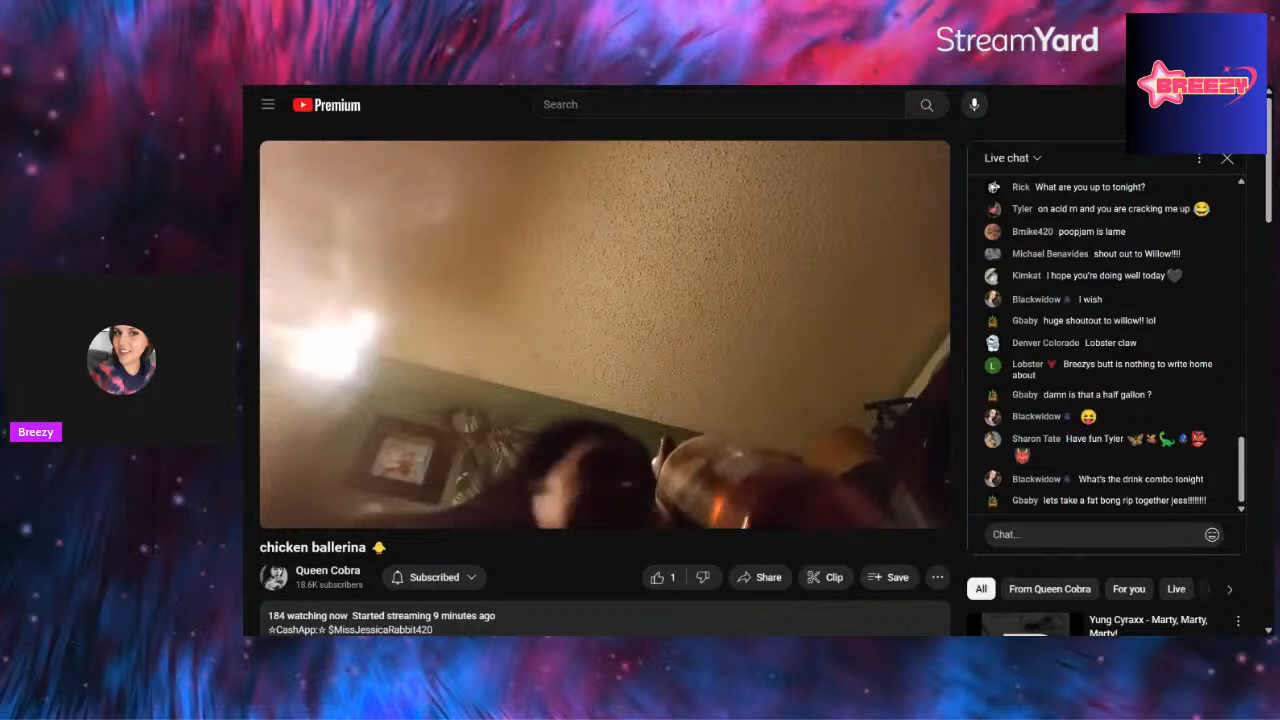 StreamYard
BREEZY
Premium
Search
Live chat
Rick What are you up to tonight?
Tyler on acid rn and you are cracking me up
Bmike420 poopjam is lame
Michael Benavides shout out to Willow!!!!
Kimkat I hope you're doing well today
Blackwidow I wish
Gbaby huge shoutout to willow!! lol
Denver Colorado Lobster claw
L
Lobster Breezys butt is nothing to write home
about
Gbaby damn is that a half gallon ?
Blackwidow
Sharon Tate Have fun Tyler
Blackwidow What's the drink combo tonight
Gbaby lets take a fat bong rip together jess!!!!!!!
Chat...
Breezy
chicken ballerina
Queen Cobra
18.6K subscribers
Subscribed
1
Share
Clip
Save
All
From Queen Cobra
For you
Live
184 watching now Started streaming 9 minutes ago
☆CashApp:☆ $MissJessicaRabbit420
Yung Cyraxx - Marty, Marty,
Marty!